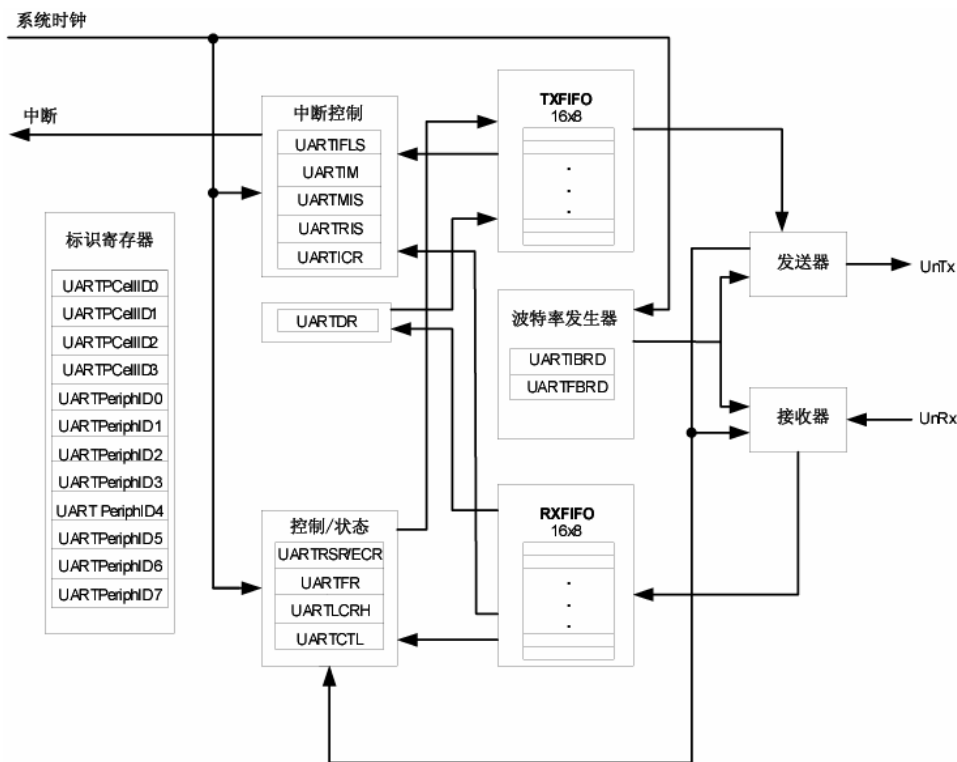 系统时钟
中断
中断控制
UARTIFLS
UARTIM
UARTMIS
UARTRIS
UARTICR
TXFIFO
16x8
标识寄存器
UARTPCellID0
UARTPCellID1
UARTPCellID2
UARTPCellID3
UARTPeriphID0
UARTPeriphID1
UARTPeriphID2
UARTPeriphID3
UART PeriphID4
UARTPeriphID5
UARTPeriphID6
UARTPeriphID7
UARTDR
波特率发生器
UARTIBRD
UARTFBRD
发送器
UnTx
接收器
UnRx
控制/状态
UARTRSR/ECR
UARTFR
UARTLCRH
UARTCTL
RXFIFO
16x8